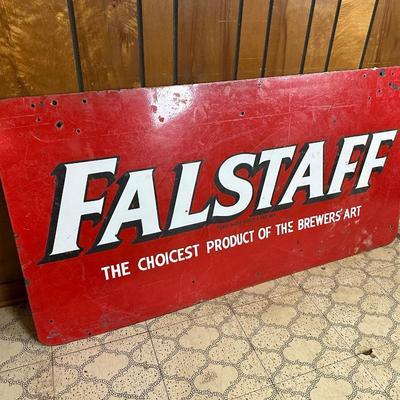 FALSTAFF
THE CHOICEST PRODUCT OF THE BREWERS' ART